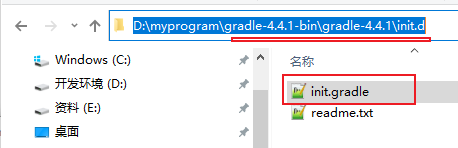 D:\myprogram\gradle-4.4.1-bin\gradle-4.4.1\init.d
Windows (C:)
开发环境 (D:)
资料 (E:)
桌面
名称
init.gradle
readme.txt